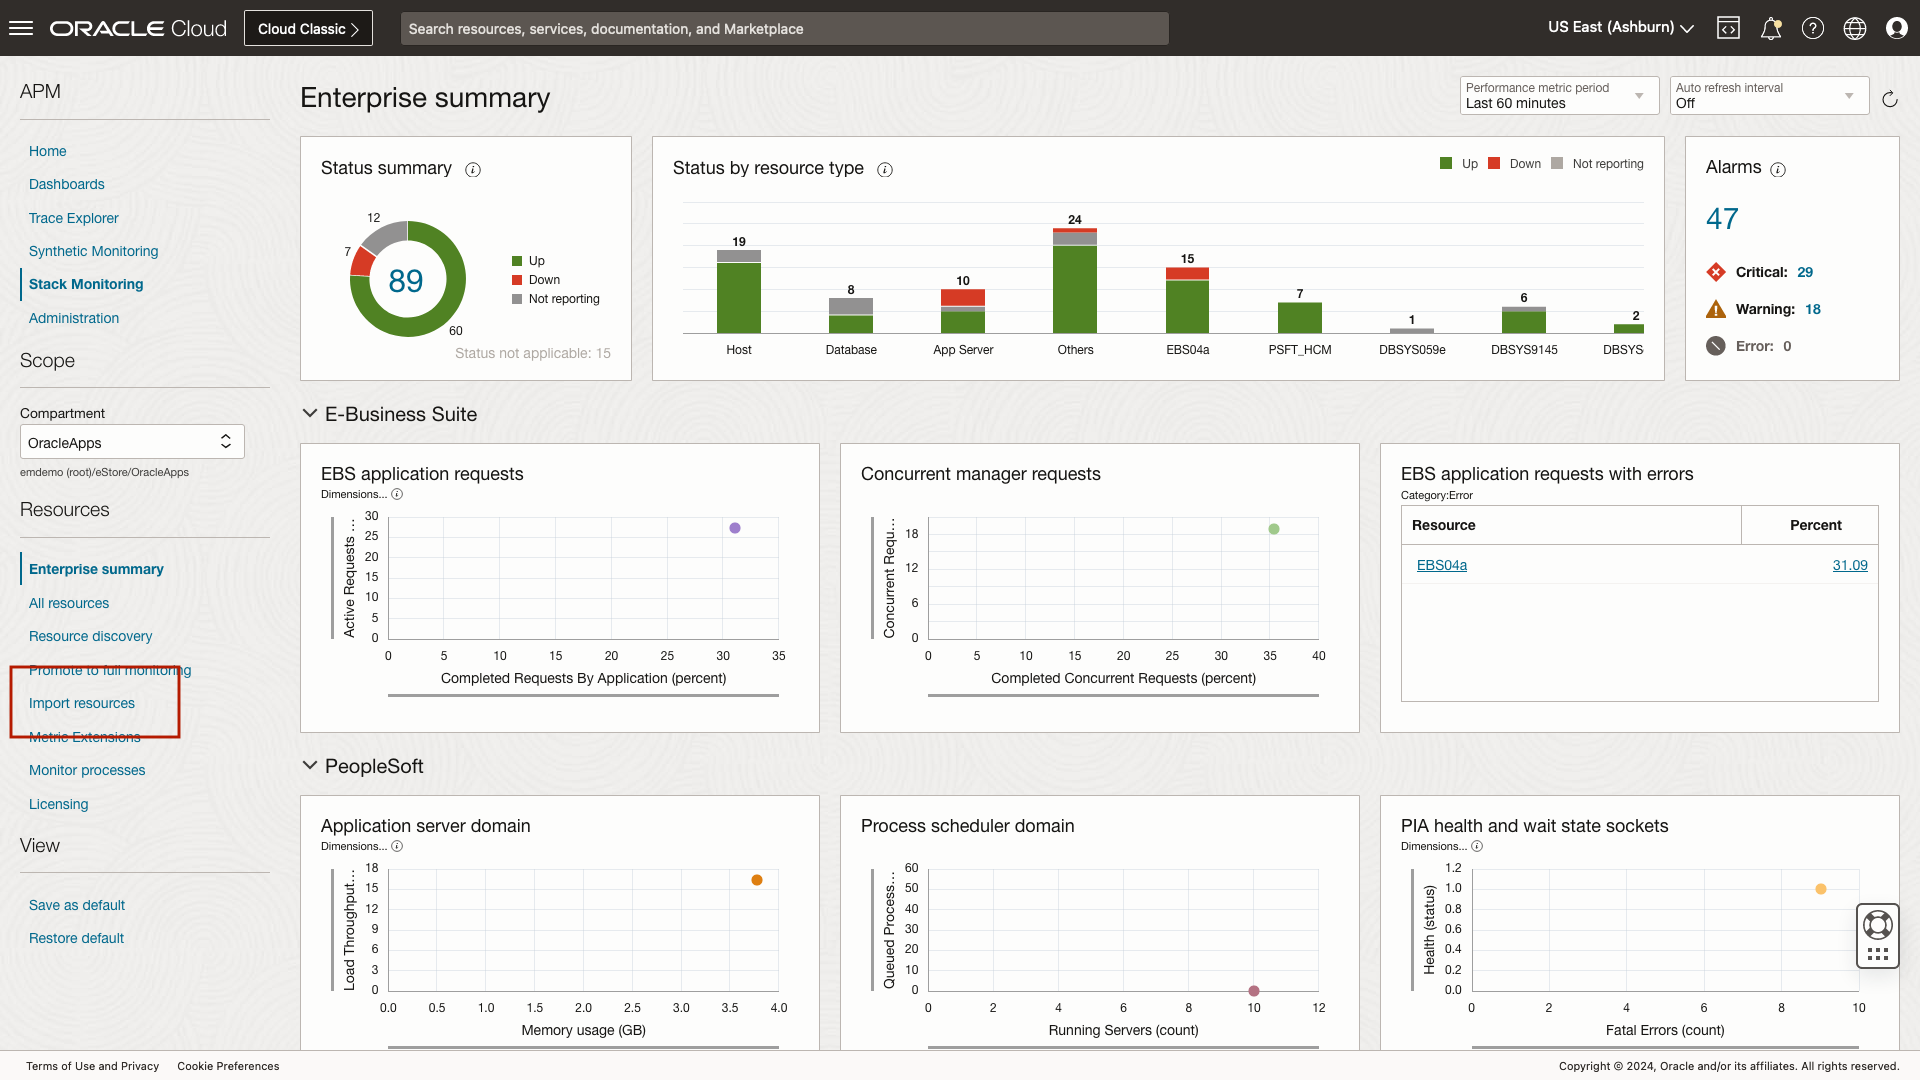 ORACLE Cloud
Cloud Classic
Search resources, services, documentation, and Marketplace
US East (Ashburn)
APM
Home
Dashboards
Trace Explorer
Synthetic Monitoring
Stack Monitoring
Administration
Scope
Compartment
OracleApps
emdemo (root)/eStore/OracleApps
Resources
Enterprise summary
All resources
Resource discovery
Promote to full monitoring
Import resources
Metric Extensions
Monitor processes
Licensing
View
Save as default
Restore default
Enterprise summary
Performance metric period
Last 60 minutes
Auto refresh interval
Off
Status summary
12
7
89
60
Up
Down
Not reporting
Status not applicable: 15
Status by resource type
Up Down Not reporting
19 8 10 24 15 7 1 6 2
Host Database App Server Others EBS04a PSFT_HCM DBSYS059e DBSYS9145 DBSYS
Alarms
47
Critical: 29
Warning: 18
Error: 0
E-Business Suite
EBS application requests
Dimensions...
Active Requests ...
30
25
20
15
10
5
0
0 5 10 15 20 25 30 35
Completed Requests By Application (percent)
Concurrent manager requests
Concurrent Requ...
18
12
6
0
0 5 10 15 20 25 30 35 40
Completed Concurrent Requests (percent)
EBS application requests with errors
Category:Error
Resource Percent
EBS04a 31.09
PeopleSoft
Application server domain
Dimensions...
Load Throughput...
18
15
12
9
6
3
0
0.0 0.5 1.0 1.5 2.0 2.5 3.0 3.5 4.0
Memory usage (GB)
Process scheduler domain
Queued Process...
60
50
40
30
20
10
0
0 2 4 6 8 10 12
Running Servers (count)
PIA health and wait state sockets
Dimensions...
Health (status)
1.2
1.0
0.8
0.6
0.4
0.2
0.0
0 2 4 6 8 10
Fatal Errors (count)
Terms of Use and Privacy Cookie Preferences
Copyright © 2024, Oracle and/or its affiliates. All rights reserved.